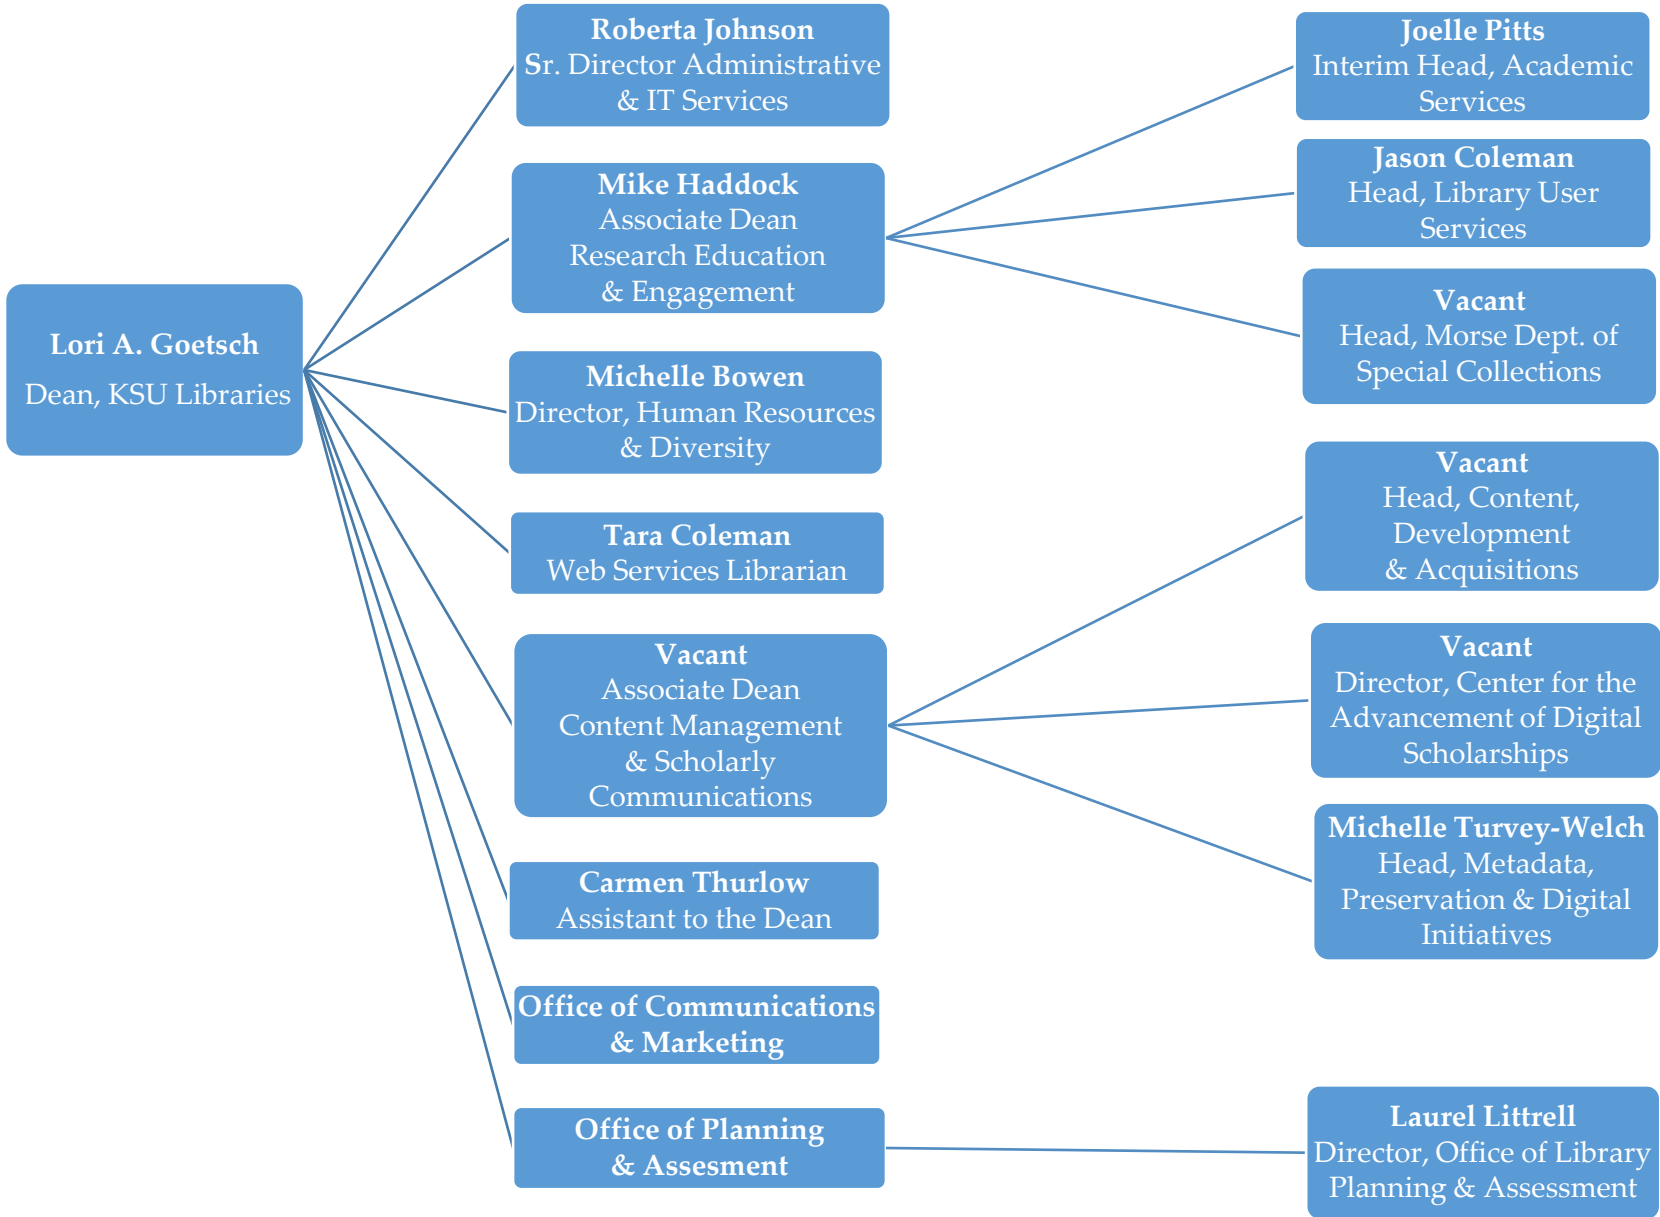 Lori A. Goetsch
Dean, KSU Libraries
Roberta Johnson
Sr. Director Administrative
& IT Services
Mike Haddock
Associate Dean
Research Education
& Engagement
Michelle Bowen
Director, Human Resources
& Diversity
Tara Coleman
Web Services Librarian
Vacant
Associate Dean
Content Management
& Scholarly
Communications
Carmen Thurlow
Assistant to the Dean
Office of Communications
& Marketing
Office of Planning
& Assesment
Joelle Pitts
Interim Head, Academic
Services
Jason Coleman
Head, Library User
Services
Vacant
Head, Morse Dept. of
Special Collections
Vacant
Head, Content,
Development
& Acquisitions
Vacant
Director, Center for the
Advancement of Digital
Scholarships
Michelle Turvey-Welch
Head, Metadata,
Preservation & Digital
Initiatives
Laurel Littrell
Director, Office of Library
Planning & Assessment